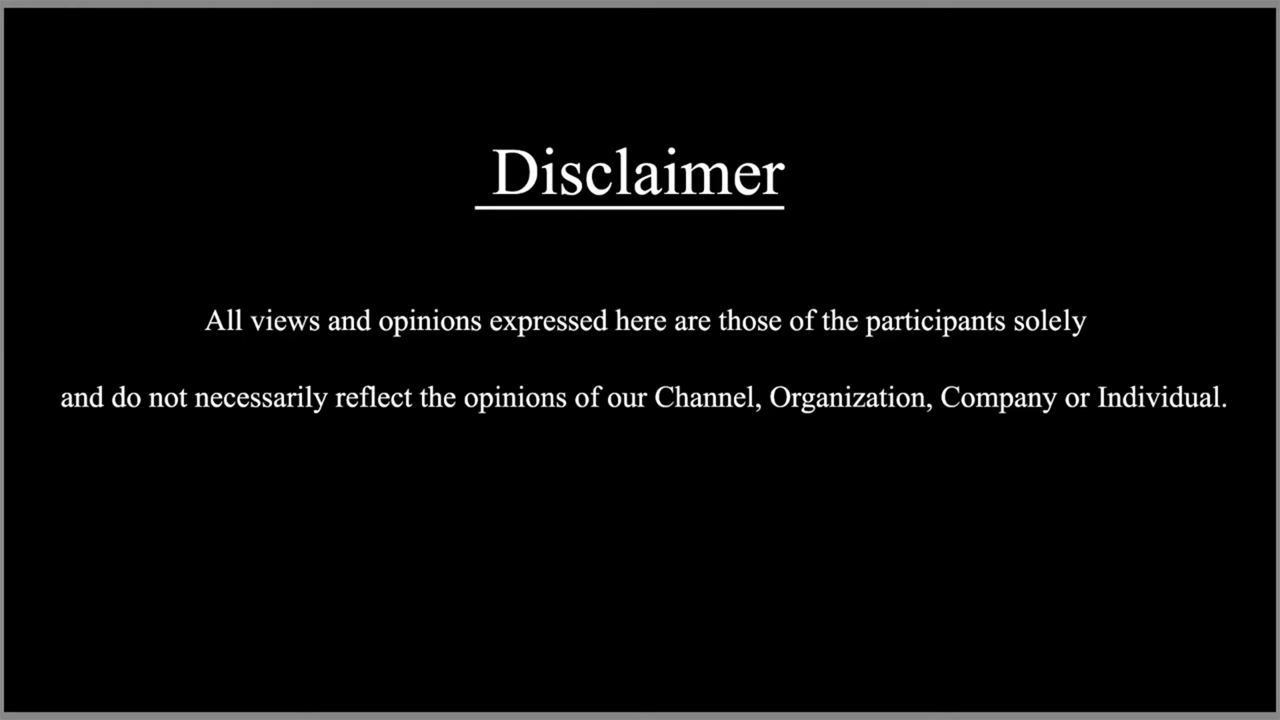 Disclaimer
All views and opinions expressed here are those of the participants solely
and do not necessarily reflect the opinions of our Channel, Organization, Company or Individual.